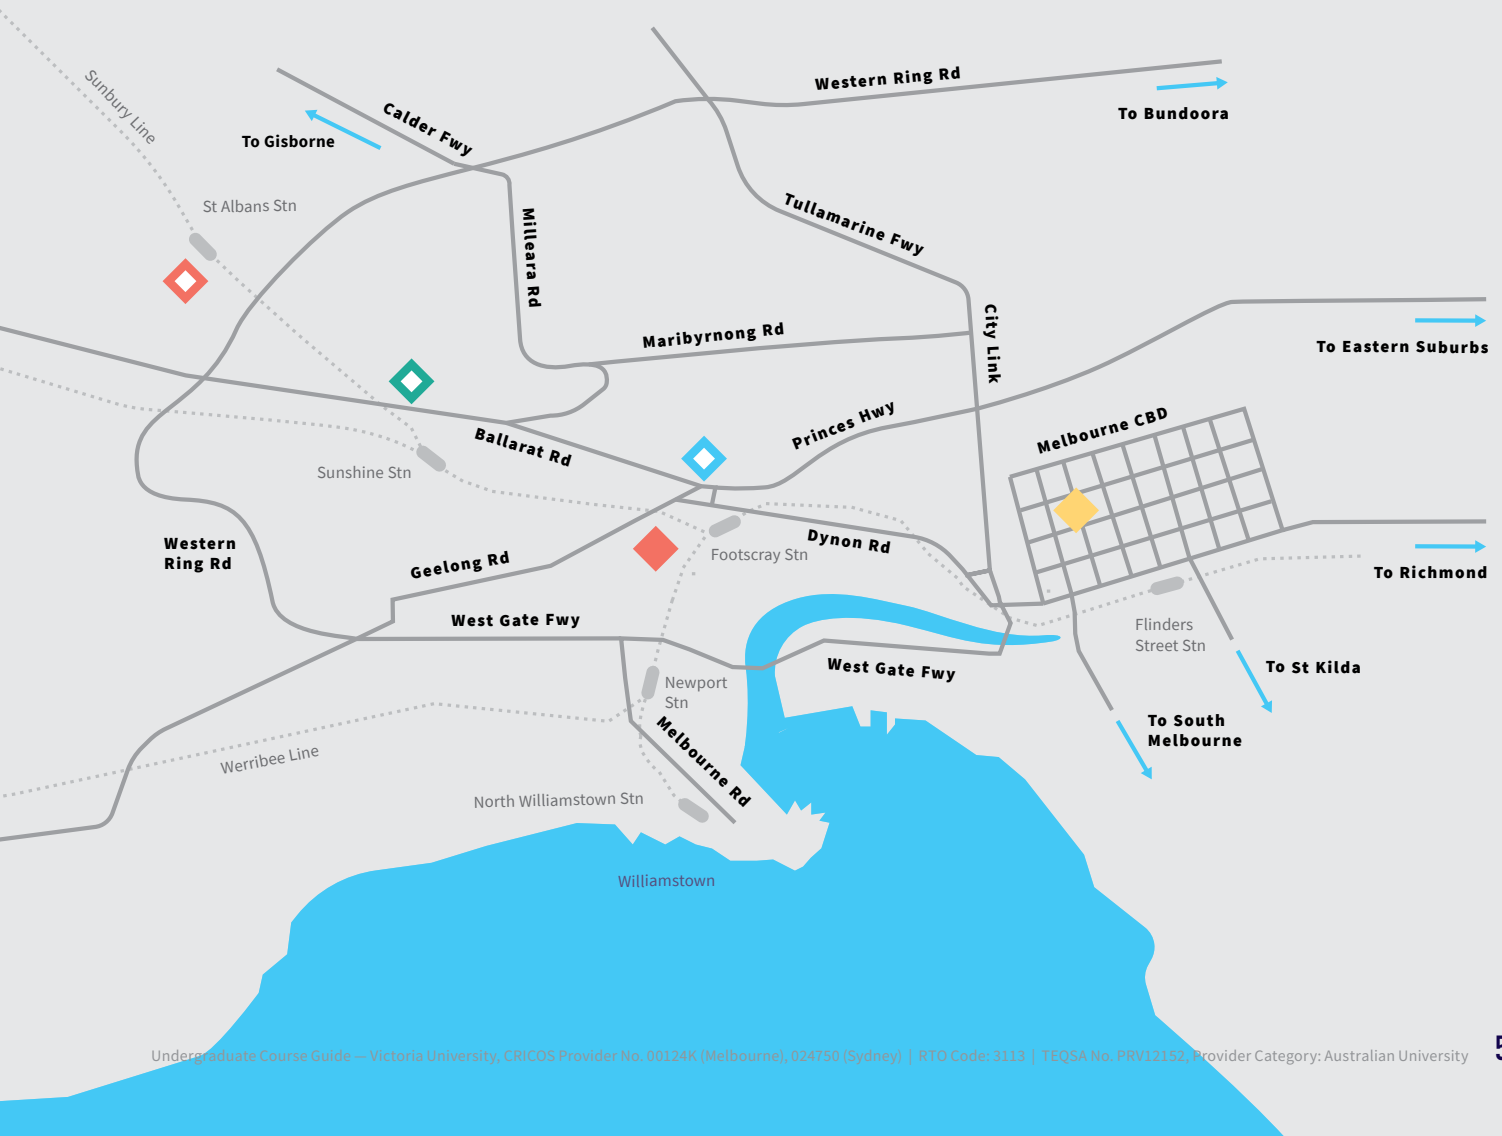 Western Ring Rd
To Bundoora
Sunbury Line
Calder Fwy
To Gisborne
St Albans Stn
Milleara Rd
Tullamarine Fwy
Maribyrnong Rd
City Link
To Eastern Suburbs
Princes Hwy
Melbourne CBD
Ballarat Rd
Sunshine Stn
Western
Ring Rd
Geelong Rd
Footscray Stn
Dynon Rd
To Richmond
West Gate Fwy
Flinders
Street Stn
West Gate Fwy
To St Kilda
Newport
Stn
To South
Melbourne
Melbourne Rd
Werribee Line
North Williamstown Stn
Williamstown
Undergraduate Course Guide — Victoria University, CRICOS Provider No. 00124K (Melbourne), 024750 (Sydney) | RTO Code: 3113 | TEQSA No. PRV12152, Provider Category: Australian University